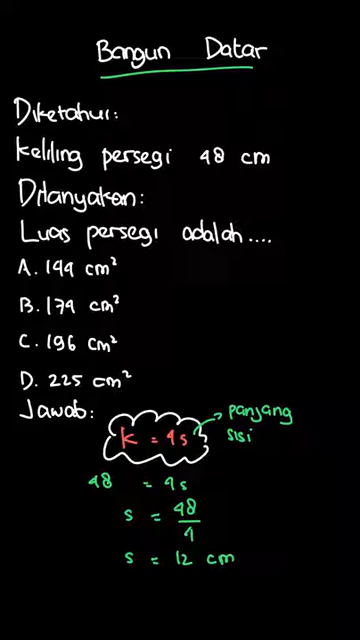 Bangun Datar
Diketahui:
Keliling persegi 48 cm
Ditanyakan:
Luas persegi adalah....
A. 144 cm²
B. 174 cm²
C. 196 cm²
D. 225 cm²
Jawab:
K = 4s
panjang
sisi
48 = 4s
s = 48/4
s = 12 cm